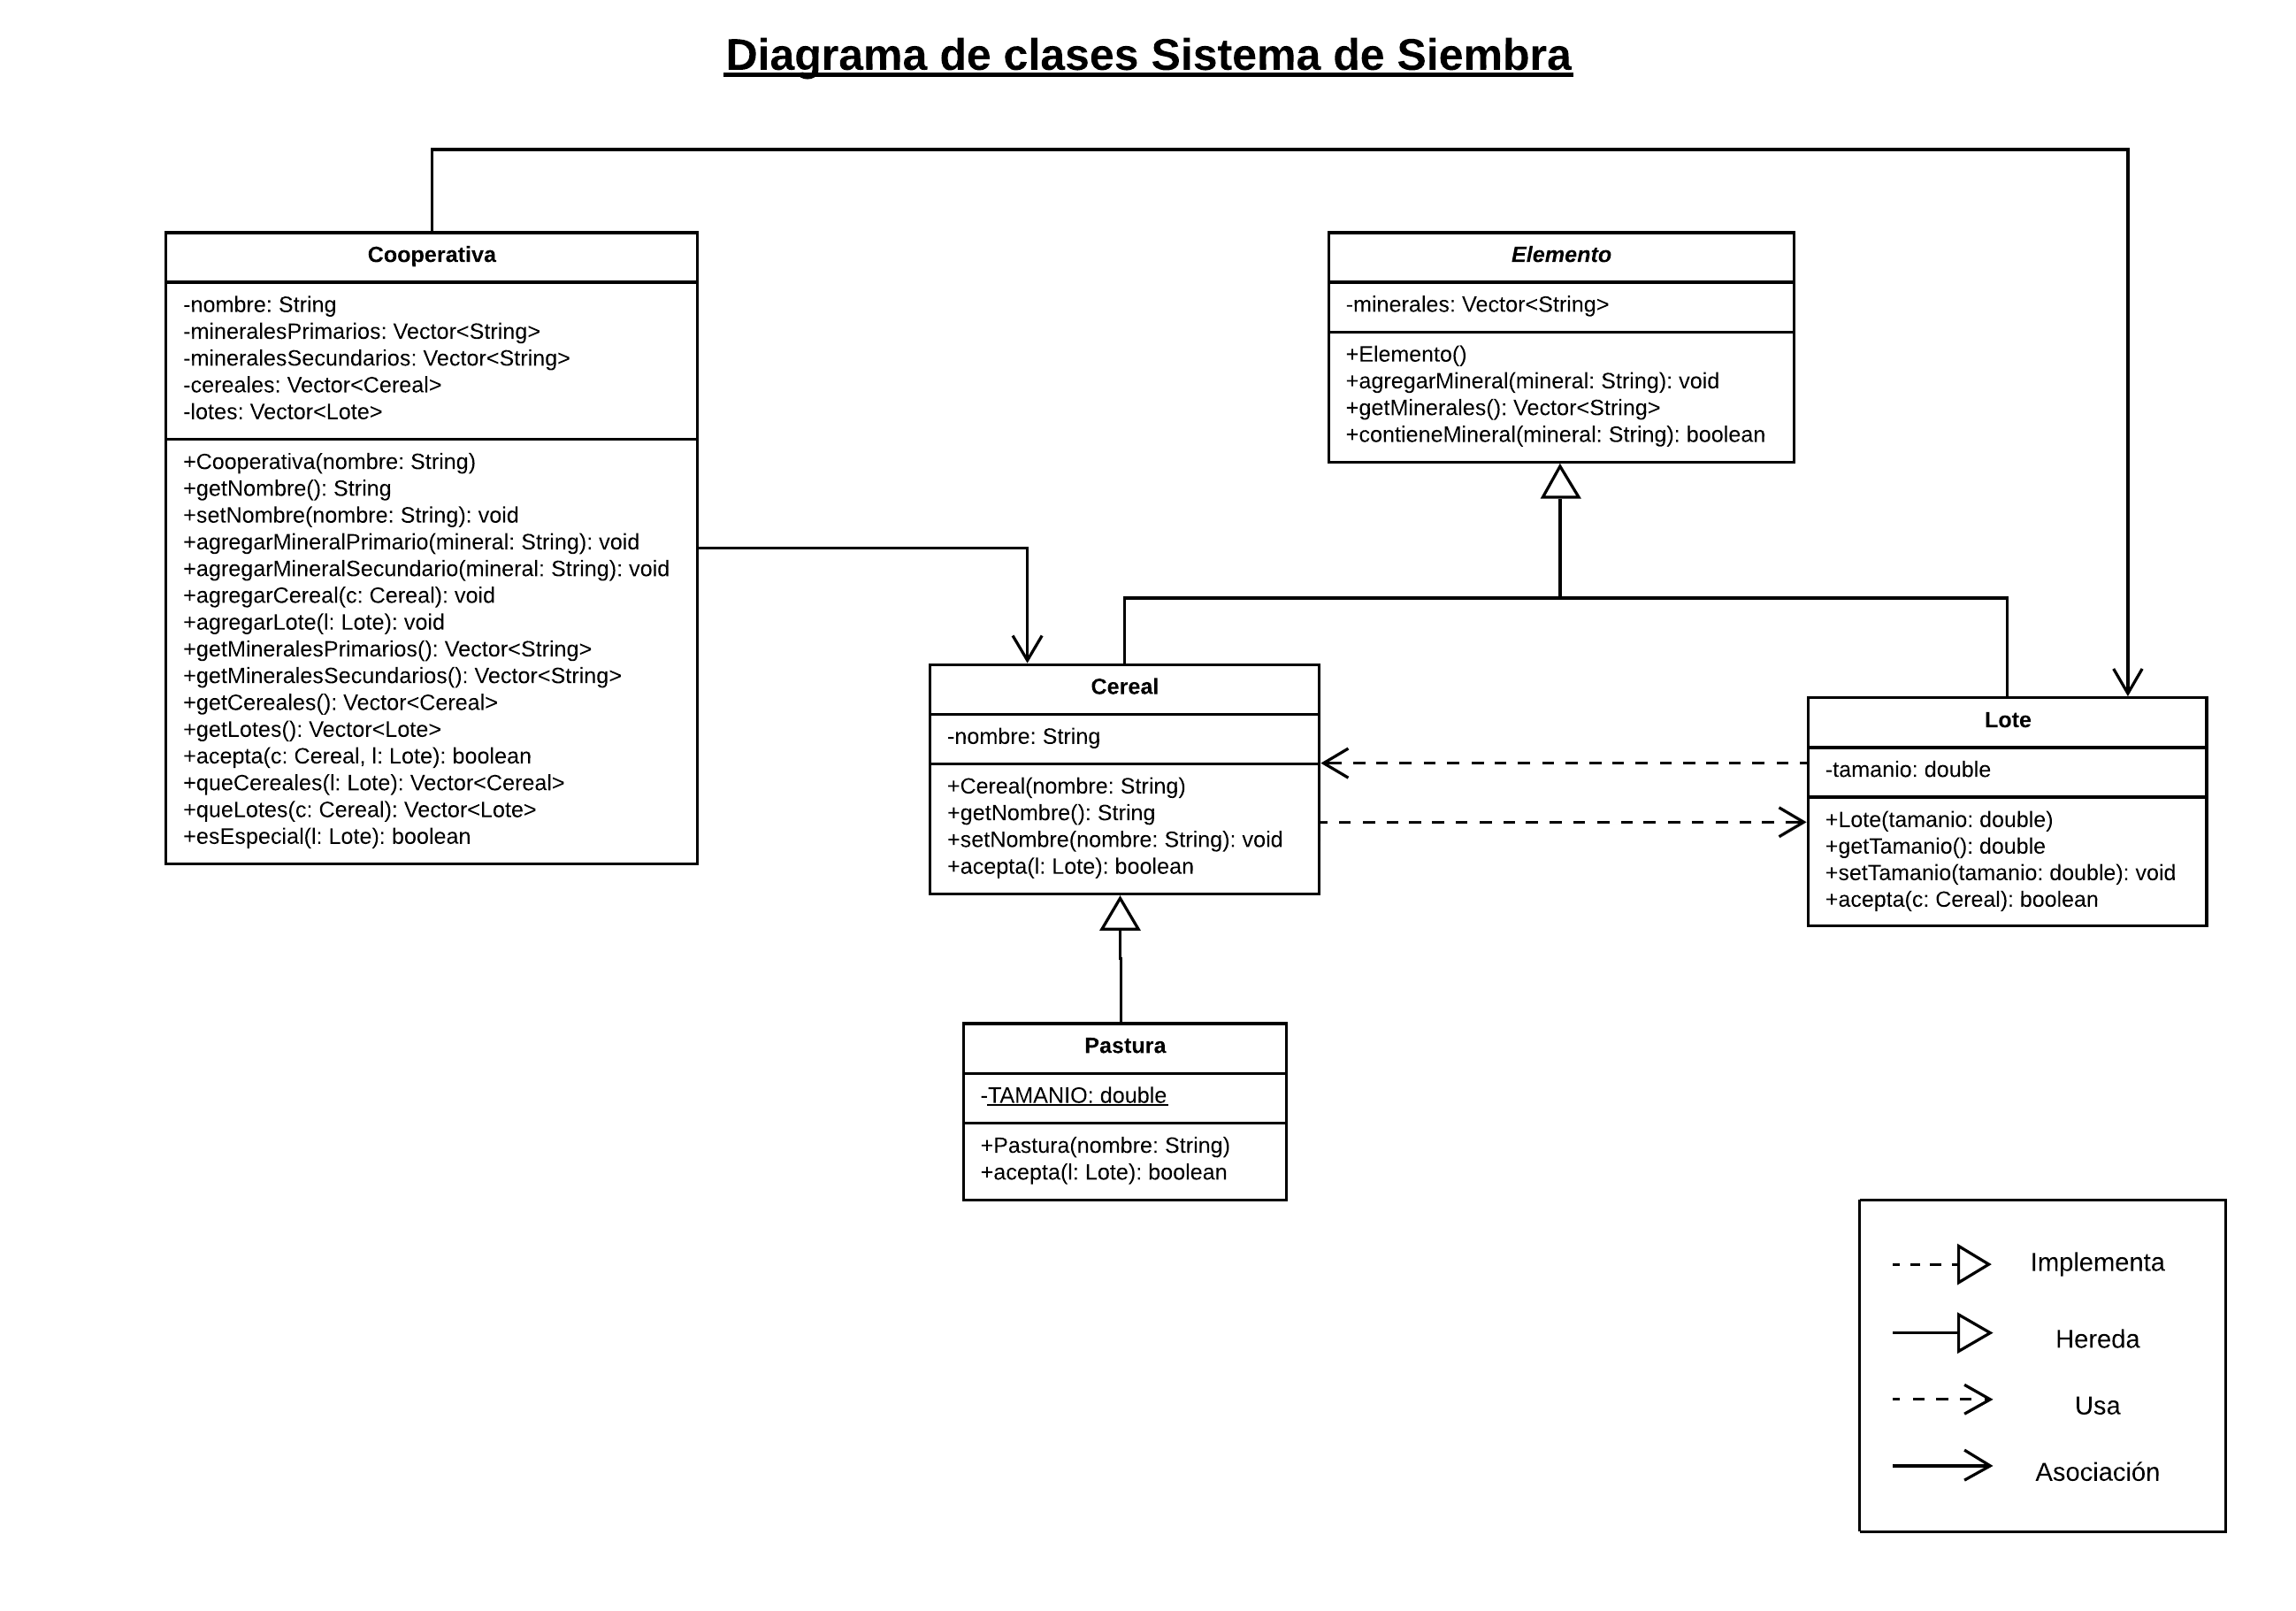 Diagrama de clases Sistema de Siembra
Cooperativa
-nombre: String
-mineralesPrimarios: Vector<String>
-mineralesSecundarios: Vector<String>
-cereales: Vector<Cereal>
-lotes: Vector<Lote>
+Cooperativa(nombre: String)
+getNombre(): String
+setNombre(nombre: String): void
+agregarMineralPrimario(mineral: String): void
+agregarMineralSecundario(mineral: String): void
+agregarCereal(c: Cereal): void
+agregarLote(l: Lote): void
+getMineralesPrimarios(): Vector<String>
+getMineralesSecundarios(): Vector<String>
+getCereales(): Vector<Cereal>
+getLotes(): Vector<Lote>
+acepta(c: Cereal, l: Lote): boolean
+queCereales(l: Lote): Vector<Cereal>
+queLotes(c: Cereal): Vector<Lote>
+esEspecial(l: Lote): boolean
Elemento
-minerales: Vector<String>
+Elemento()
+agregarMineral(mineral: String): void
+getMinerales(): Vector<String>
+contieneMineral(mineral: String): boolean
Cereal
-nombre: String
+Cereal(nombre: String)
+getNombre(): String
+setNombre(nombre: String): void
+acepta(l: Lote): boolean
Lote
-tamanio: double
+Lote(tamanio: double)
+getTamanio(): double
+setTamanio(tamanio: double): void
+acepta(c: Cereal): boolean
Pastura
-TAMANIO: double
+Pastura(nombre: String)
+acepta(l: Lote): boolean
Implementa
Hereda
Usa
Asociación